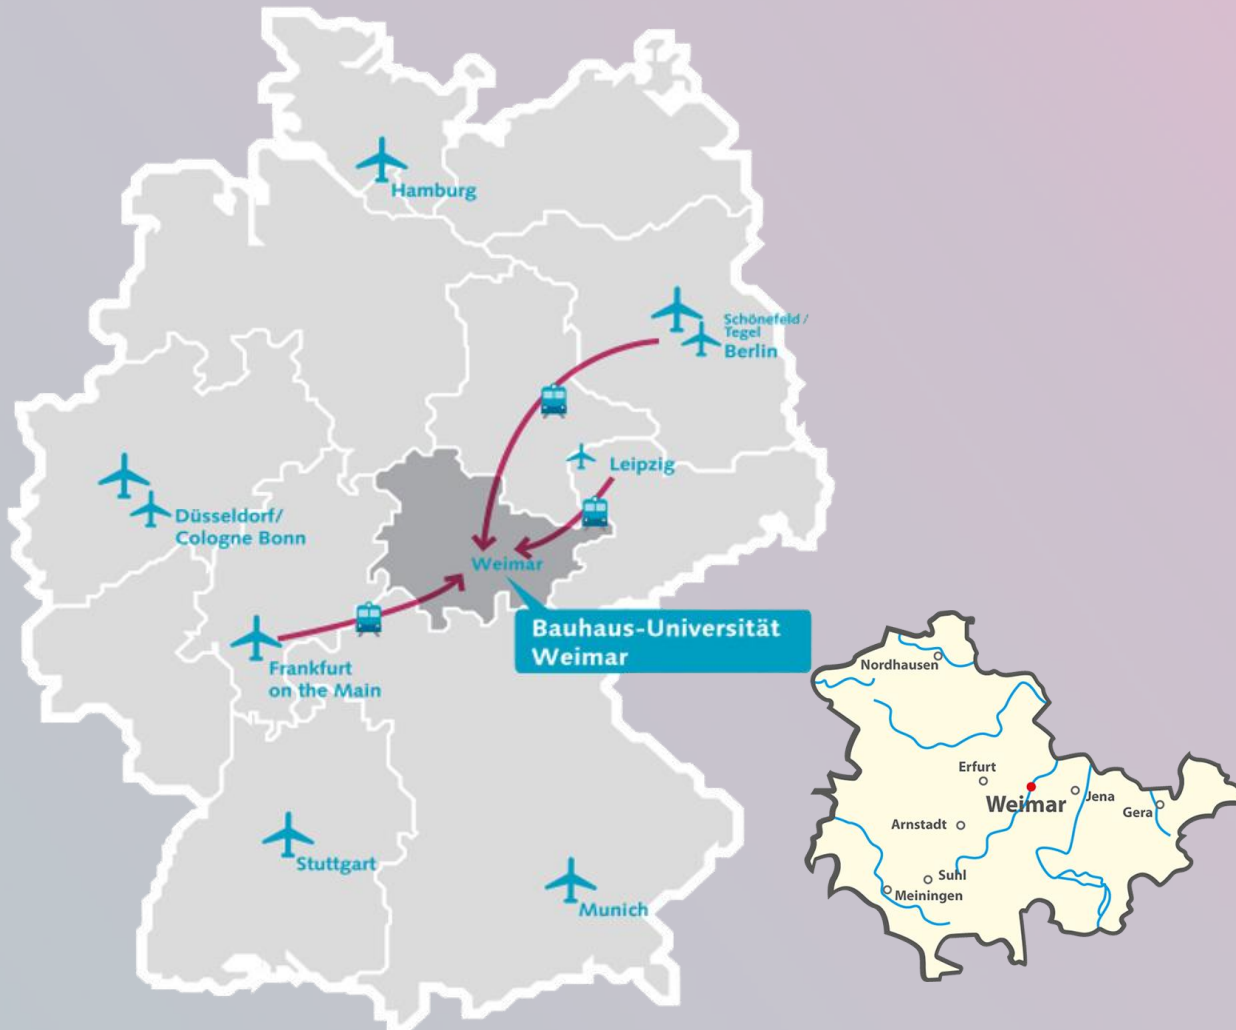 Hamburg
Schönefeld /
Tegel
Berlin
Leipzig
Düsseldorf/
Cologne Bonn
Weimar
Bauhaus-Universität
Weimar
Frankfurt
on the Main
Stuttgart
Munich
Nordhausen
Erfurt
Weimar
Jena
Gera
Arnstadt
Suhl
Meiningen